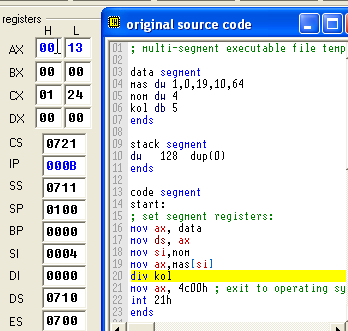 registers
H L
AX 00 13
BX 00 00
CX 01 24
DX 00 00
CS 0721
IP 000B
SS 0711
SP 0100
BP 0000
SI 0004
DI 0000
DS 0710
ES 0700
original source code
01 ; multi-segment executable file temp
02
03 data segment
04 mas dw 1,0,19,10,64
05 nom dw 4
06 kol db 5
07 ends
08
09 stack segment
10 dw 128 dup(0)
11 ends
12
13 code segment
14 start:
15 ; set segment registers:
16 mov ax, data
17 mov ds, ax
18 mov si,nom
19 mov ax,mas[si]
20 div kol
21 mov ax, 4c00h ; exit to operating sy
22 int 21h
23 ends